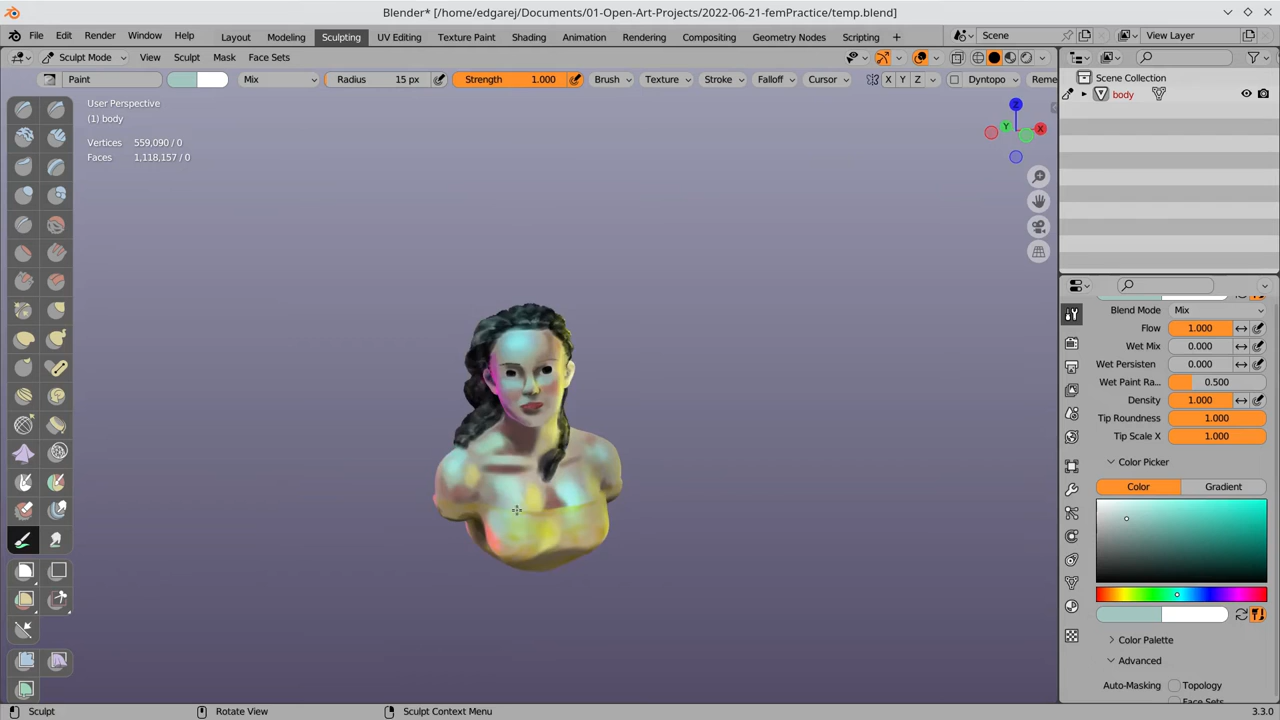 Blender* [/home/edgarej/Documents/01-Open-Art-Projects/2022-06-21-femPractice/temp.blend]
File Edit Render Window Help Layout Modeling Sculpting UV Editing Texture Paint Shading Animation Rendering Compositing Geometry Nodes Scripting + Scene View Layer
Sculpt Mode View Sculpt Mask Face Sets
Paint Mix Radius 15 px Strength 1.000 Brush Texture Stroke Falloff Cursor X Y Z Dyntopo Reme
Scene Collection
body
User Perspective
(1) body
Vertices 559,090 / 0
Faces 1,118,157 / 0
Z
Y X
Blend Mode Mix
Flow 1.000
Wet Mix 0.000
Wet Persisten 0.000
Wet Paint Ra... 0.500
Density 1.000
Tip Roundness 1.000
Tip Scale X 1.000
Color Picker
Color Gradient
Color Palette
Advanced
Auto-Masking Topology
Face Sets
Sculpt Rotate View Sculpt Context Menu 3.3.0